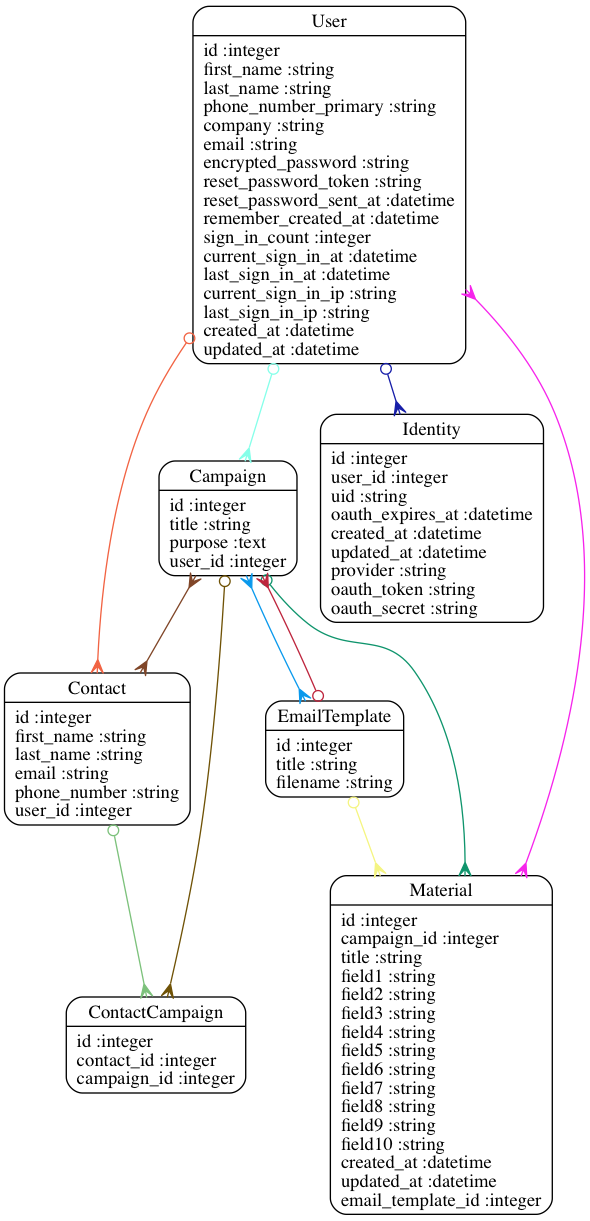 User
id :integer
first_name :string
last_name :string
phone_number_primary :string
company :string
email :string
encrypted_password :string
reset_password_token :string
reset_password_sent_at :datetime
remember_created_at :datetime
sign_in_count :integer
current_sign_in_at :datetime
last_sign_in_at :datetime
current_sign_in_ip :string
last_sign_in_ip :string
created_at :datetime
updated_at :datetime
Identity
id :integer
user_id :integer
uid :string
oauth_expires_at :datetime
created_at :datetime
updated_at :datetime
provider :string
oauth_token :string
oauth_secret :string
Campaign
id :integer
title :string
purpose :text
user_id :integer
Contact
id :integer
first_name :string
last_name :string
email :string
phone_number :string
user_id :integer
EmailTemplate
id :integer
title :string
filename :string
Material
id :integer
campaign_id :integer
title :string
field1 :string
field2 :string
field3 :string
field4 :string
field5 :string
field6 :string
field7 :string
field8 :string
field9 :string
field10 :string
created_at :datetime
updated_at :datetime
email_template_id :integer
ContactCampaign
id :integer
contact_id :integer
campaign_id :integer